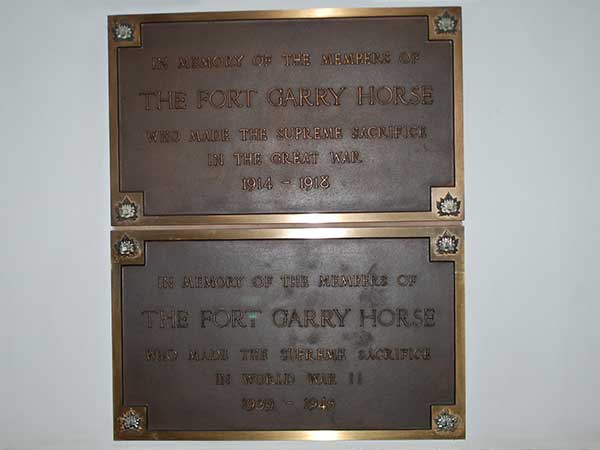 IN MEMORY OF THE MEMBERS OF
THE FORT GARRY HORSE
WHO MADE THE SUPREME SACRIFICE
IN THE GREAT WAR
1914 - 1918
IN MEMORY OF THE MEMBERS OF
THE FORT GARRY HORSE
WHO MADE THE SUPREME SACRIFICE
IN WORLD WAR II
1939 - 1945